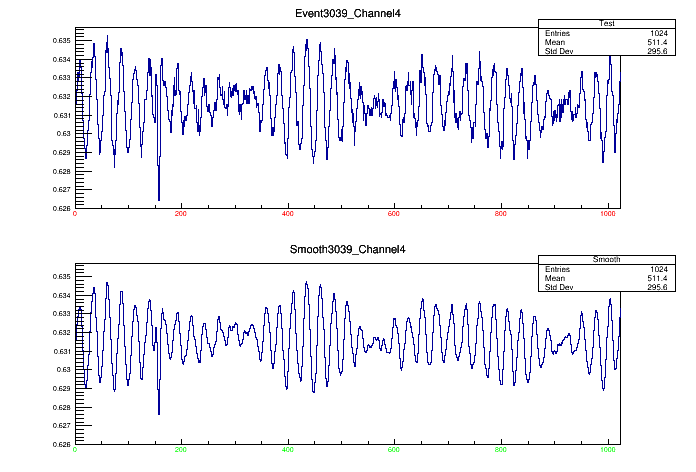 Event3039_Channel4
Test
Entries 1024
Mean 511.4
Std Dev 295.6
0.635
0.634
0.633
0.632
0.631
0.63
0.629
0.628
0.627
0.626
0 200 400 600 800 1000
Smooth3039_Channel4
Smooth
Entries 1024
Mean 511.4
Std Dev 295.6
0.635
0.634
0.633
0.632
0.631
0.63
0.629
0.628
0.627
0.626
0 200 400 600 800 1000